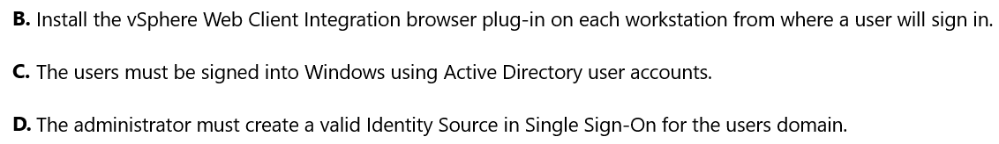 B. Install the vSphere Web Client Integration browser plug-in on each workstation from where a user will sign in.
C. The users must be signed into Windows using Active Directory user accounts.
D. The administrator must create a valid Identity Source in Single Sign-On for the users domain.